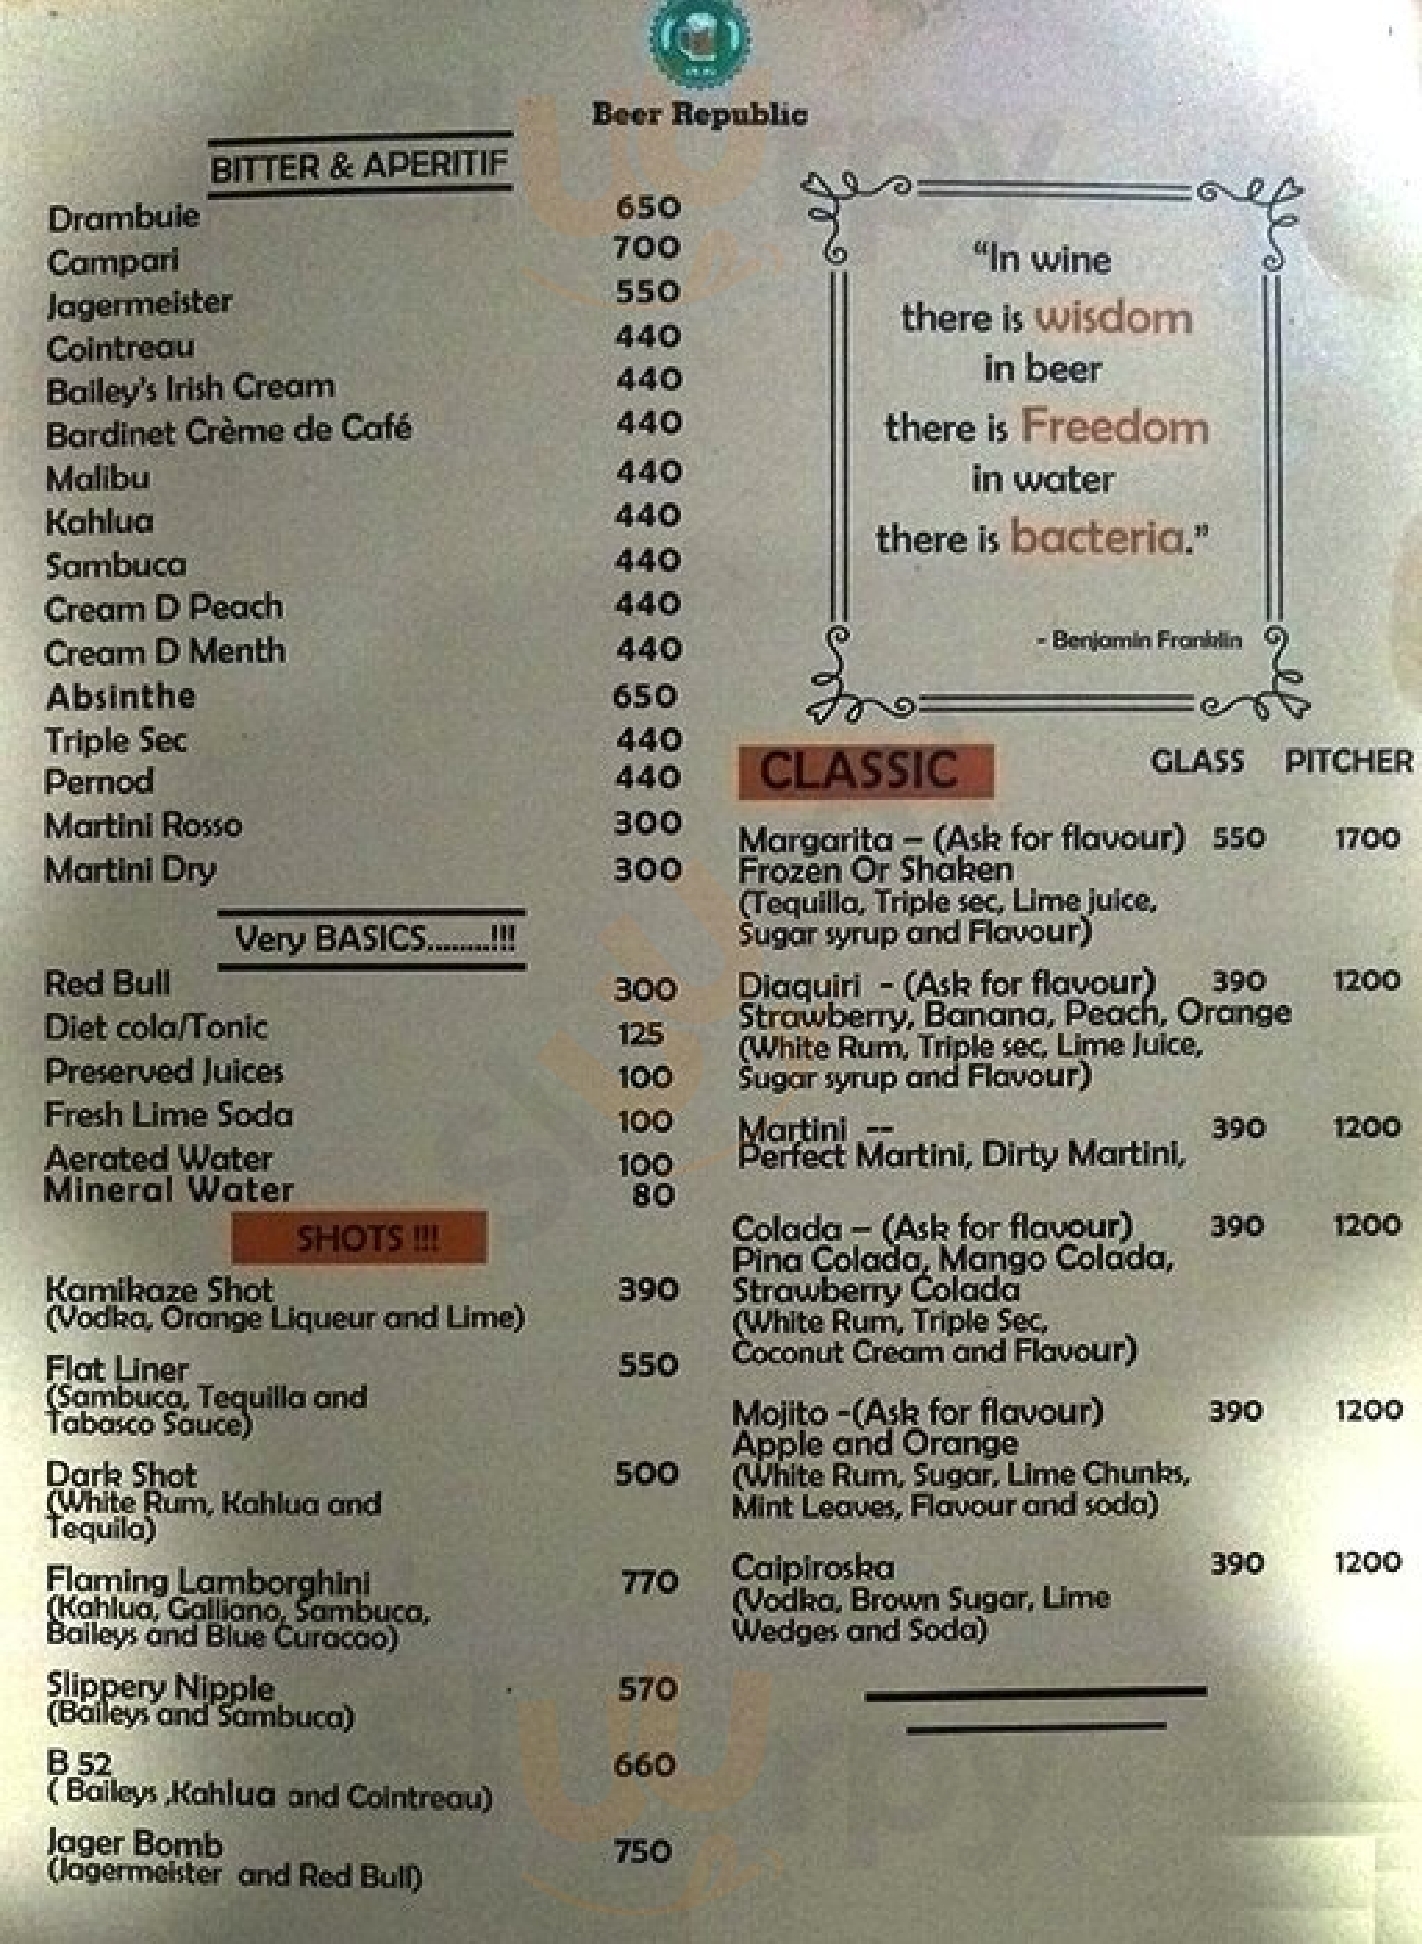 Beer Republic
BITTER & APERITIF
Drambuie 650
Campari 700
Jagermeister 550
Cointreau 440
Bailey's Irish Cream 440
Bardinet Crème de Café 440
Malibu 440
Kahlua 440
Sambuca 440
Cream D Peach 440
Cream D Menth 440
Absinthe 650
Triple Sec 440
Pernod 440
Martini Rosso 300
Martini Dry 300
Very BASICS.........!!!
Red Bull 300
Diet cola/Tonic 125
Preserved Juices 100
Fresh Lime Soda 100
Aerated Water 100
Mineral Water 80
SHOTS !!!
Kamikaze Shot 390
(Vodka, Orange Liqueur and Lime)
Flat Liner 550
(Sambuca, Tequilla and
Tabasco Sauce)
Dark Shot 500
(White Rum, Kahlua and
Tequila)
Flaming Lamborghini 770
(Kahlua, Galliano, Sambuca,
Baileys and Blue Curacao)
Slippery Nipple 570
(Baileys and Sambuca)
B 52 660
( Baileys ,Kahlua and Cointreau)
Jager Bomb 750
(Jagermeister and Red Bull)
“In wine
there is wisdom
in beer
there is Freedom
in water
there is bacteria.”
- Benjamin Franklin
CLASSIC GLASS PITCHER
Margarita – (Ask for flavour) 550 1700
Frozen Or Shaken
(Tequilla, Triple sec, Lime juice,
Sugar syrup and Flavour)
Diaquiri - (Ask for flavour) 390 1200
Strawberry, Banana, Peach, Orange
(White Rum, Triple sec, Lime Juice,
Sugar syrup and Flavour)
Martini -- 390 1200
Perfect Martini, Dirty Martini,
Colada – (Ask for flavour) 390 1200
Pina Colada, Mango Colada,
Strawberry Colada
(White Rum, Triple Sec,
Coconut Cream and Flavour)
Mojito -(Ask for flavour) 390 1200
Apple and Orange
(White Rum, Sugar, Lime Chunks,
Mint Leaves, Flavour and soda)
Caipiroska 390 1200
(Vodka, Brown Sugar, Lime
Wedges and Soda)